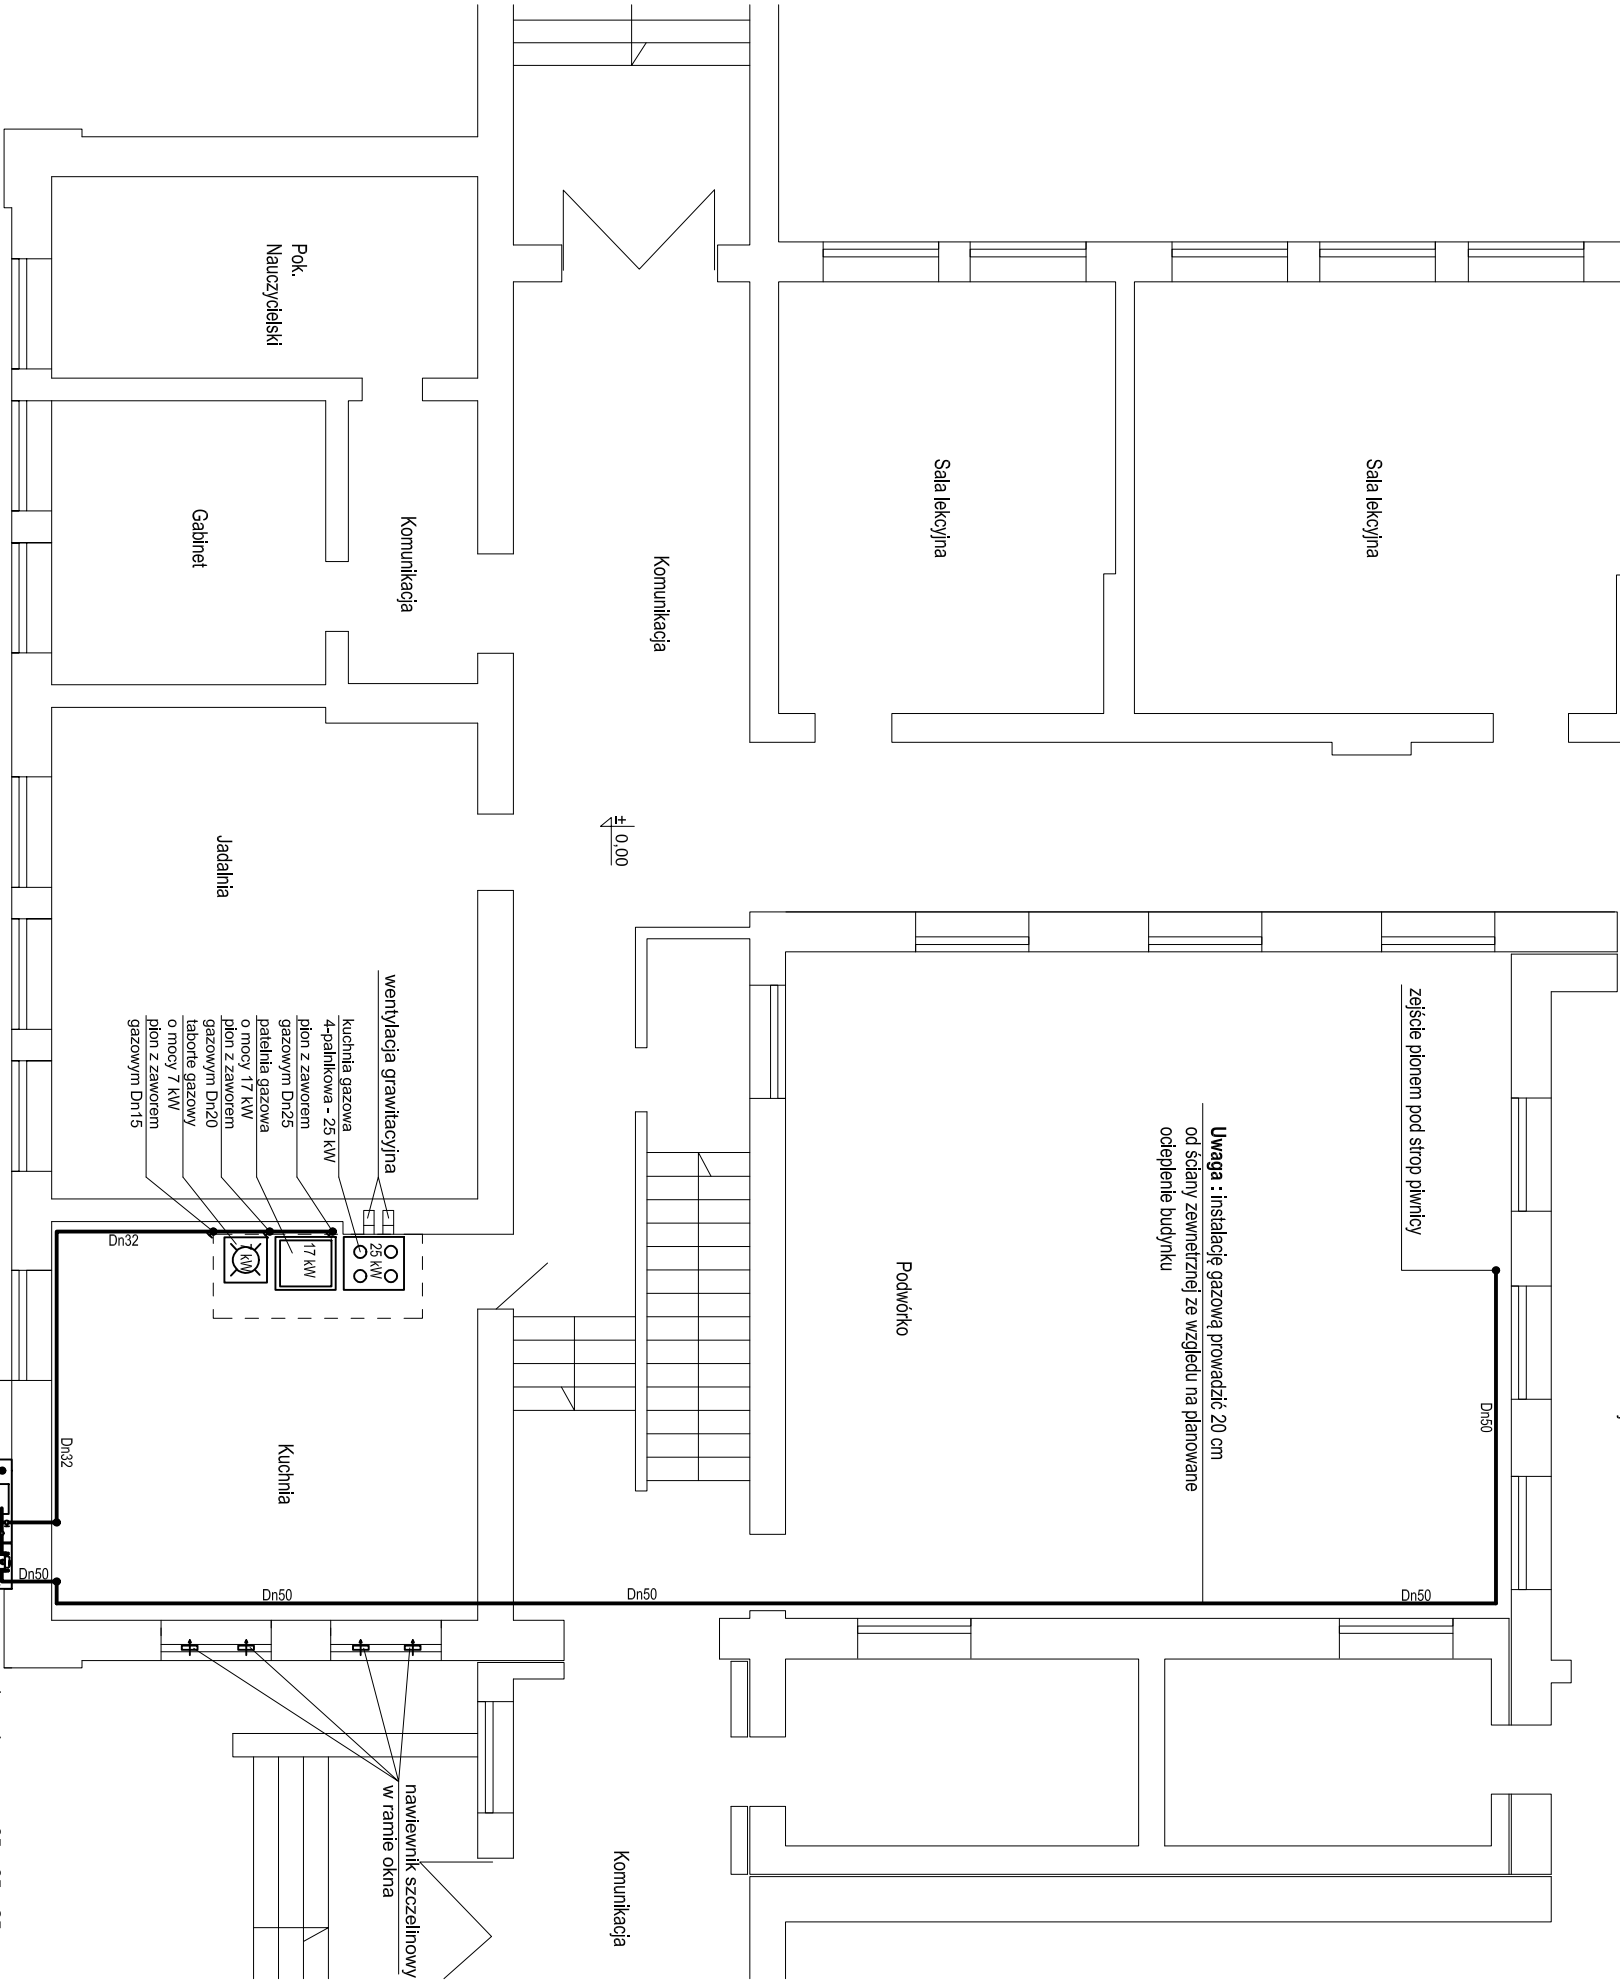 Pok.
Nauczycielski
Gabinet
Komunikacja
Komunikacja
Sala lekcyjna
Sala lekcyjna
Jadalnia
± 0,00
wentylacja grawitacyjna
kuchnia gazowa
4-palnikowa - 25 kW
pion z zaworem
gazowym Dn25
patelnia gazowa
o mocy 17 kW
pion z zaworem
gazowym Dn20
taborte gazowy
o mocy 7 kW
pion z zaworem
gazowym Dn15
25 kW
17 kW
7 kW
zejście pionem pod strop piwnicy
Uwaga : instalację gazową prowadzić 20 cm
od ściany zewnetrznej ze wzgledu na planowane
ocieplenie budynku
Podwórko
Kuchnia
Dn32
Dn32
Dn50
Dn50
Dn50
Dn50
Dn50
nawiewnik szczelinowy
w ramie okna
Komunikacja